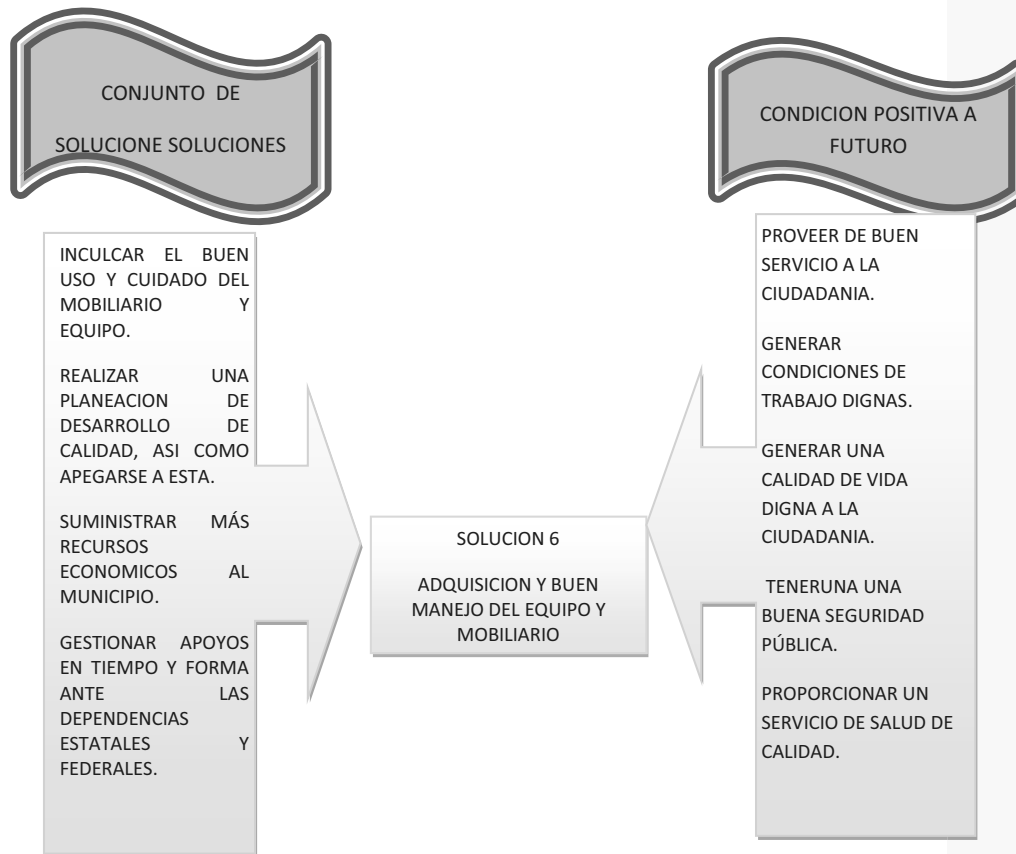 CONJUNTO DE
SOLUCIONE SOLUCIONES
INCULCAR EL BUEN
USO Y CUIDADO DEL
MOBILIARIO Y
EQUIPO.
REALIZAR UNA
PLANEACION DE
DESARROLLO DE
CALIDAD, ASI COMO
APEGARSE A ESTA.
SUMINISTRAR MÁS
RECURSOS
ECONOMICOS AL
MUNICIPIO.
GESTIONAR APOYOS
EN TIEMPO Y FORMA
ANTE LAS
DEPENDENCIAS
ESTATALES Y
FEDERALES.
SOLUCION 6
ADQUISICION Y BUEN
MANEJO DEL EQUIPO Y
MOBILIARIO
CONDICION POSITIVA A
FUTURO
PROVEER DE BUEN
SERVICIO A LA
CIUDADANIA.
GENERAR
CONDICIONES DE
TRABAJO DIGNAS.
GENERAR UNA
CALIDAD DE VIDA
DIGNA A LA
CIUDADANIA.
TENERUNA UNA
BUENA SEGURIDAD
PÚBLICA.
PROPORCIONAR UN
SERVICIO DE SALUD DE
CALIDAD.